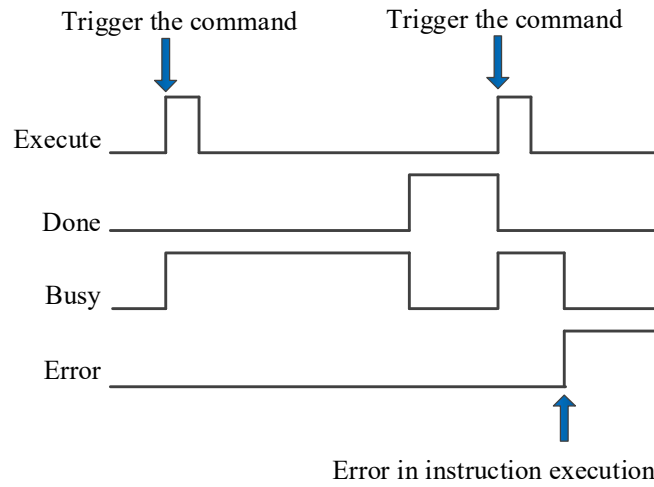 Trigger the command
Trigger the command
Execute
Done
Busy
Error
Error in instruction execution